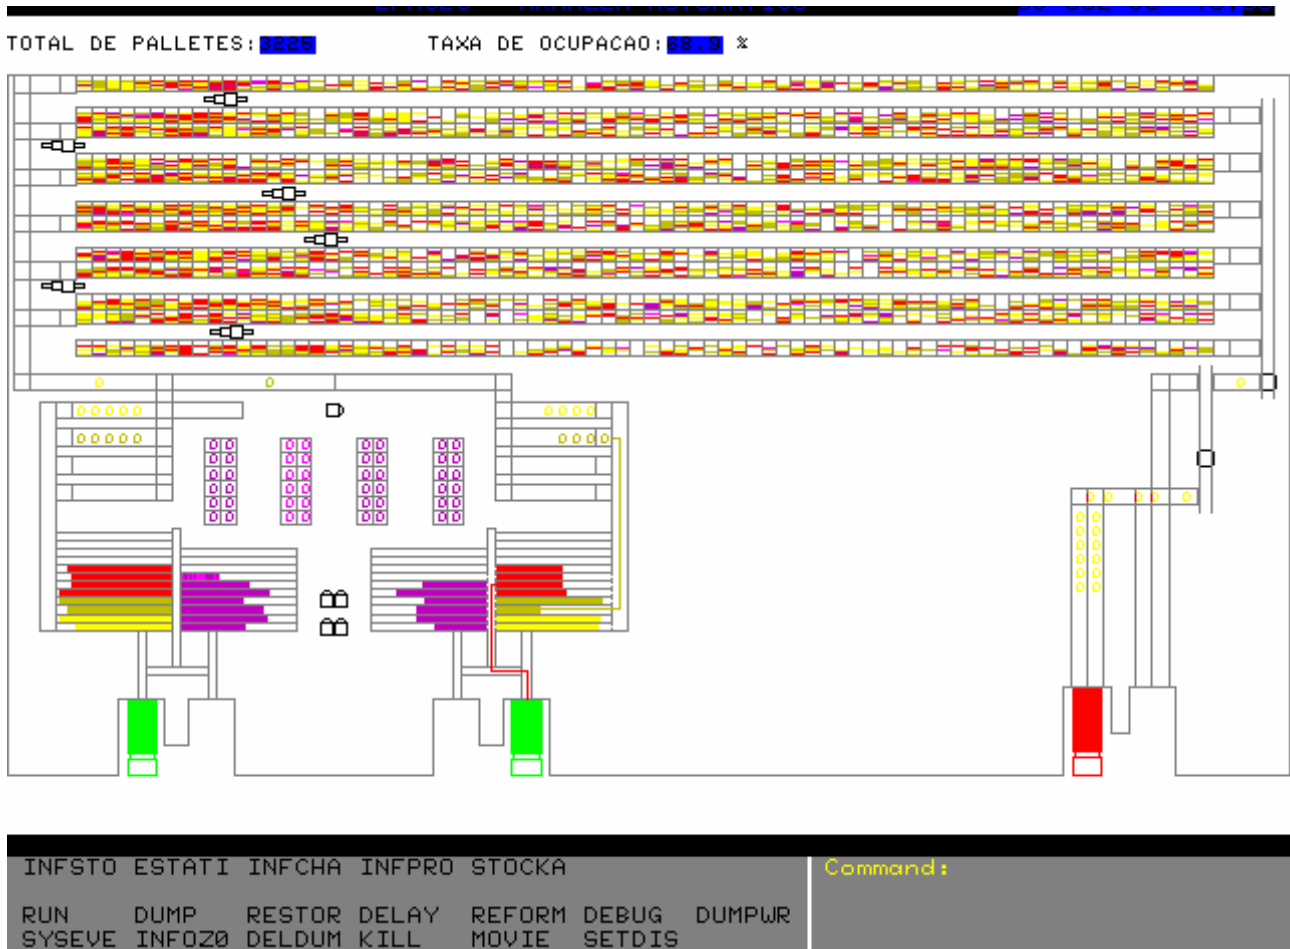 TOTAL DE PALLETES: 3225 TAXA DE OCUPACAO: 68.9 %
INFSTO ESTATI INFCHA INFPRO STOCKA Command:
RUN DUMP RESTOR DELAY REFORM DEBUG DUMPWR
SYSEVE INFOZ0 DELDUM KILL MOVIE SETDIS